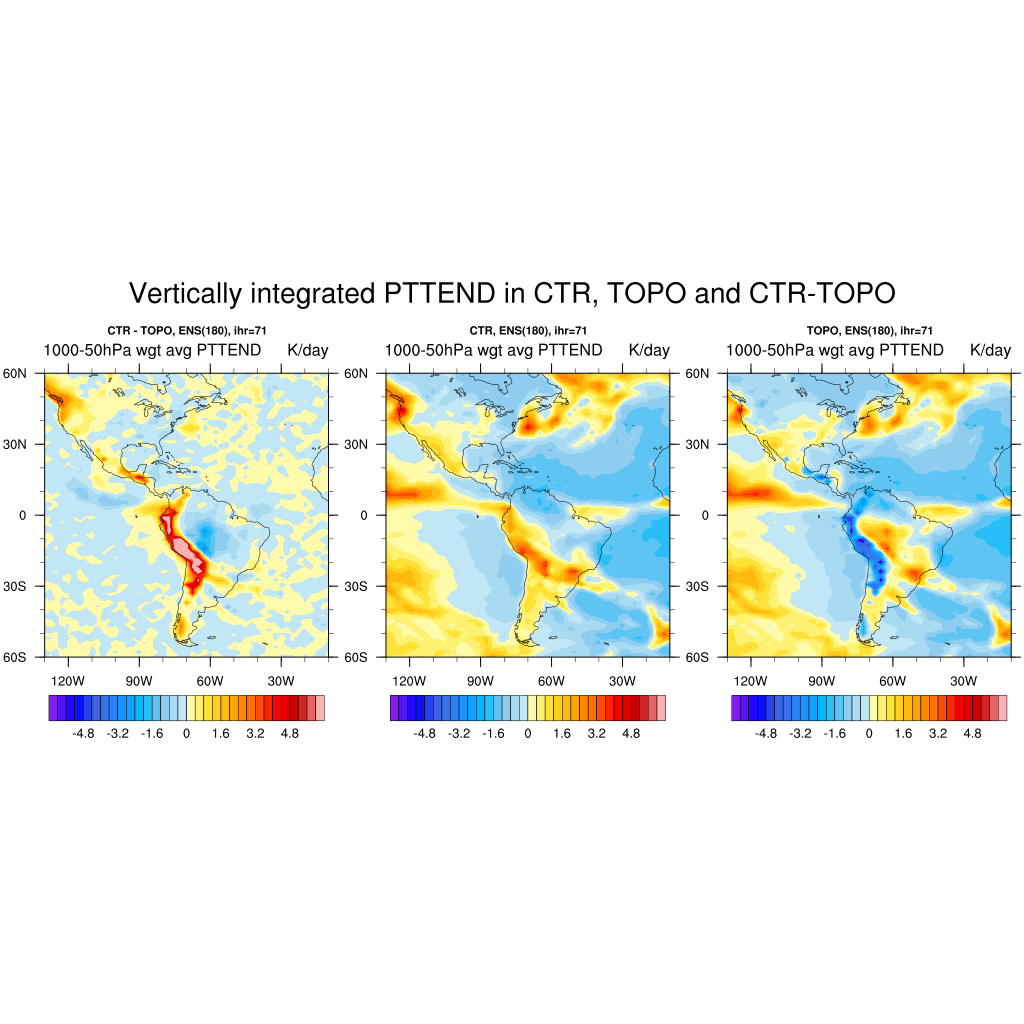 Vertically integrated PTTEND in CTR, TOPO and CTR-TOPO
CTR - TOPO, ENS(180), ihr=71
1000-50hPa wgt avg PTTEND K/day
60N
30N
0
30S
60S
120W 90W 60W 30W
-4.8 -3.2 -1.6 0 1.6 3.2 4.8
CTR, ENS(180), ihr=71
1000-50hPa wgt avg PTTEND K/day
60N
30N
0
30S
60S
120W 90W 60W 30W
-4.8 -3.2 -1.6 0 1.6 3.2 4.8
TOPO, ENS(180), ihr=71
1000-50hPa wgt avg PTTEND K/day
60N
30N
0
30S
60S
120W 90W 60W 30W
-4.8 -3.2 -1.6 0 1.6 3.2 4.8